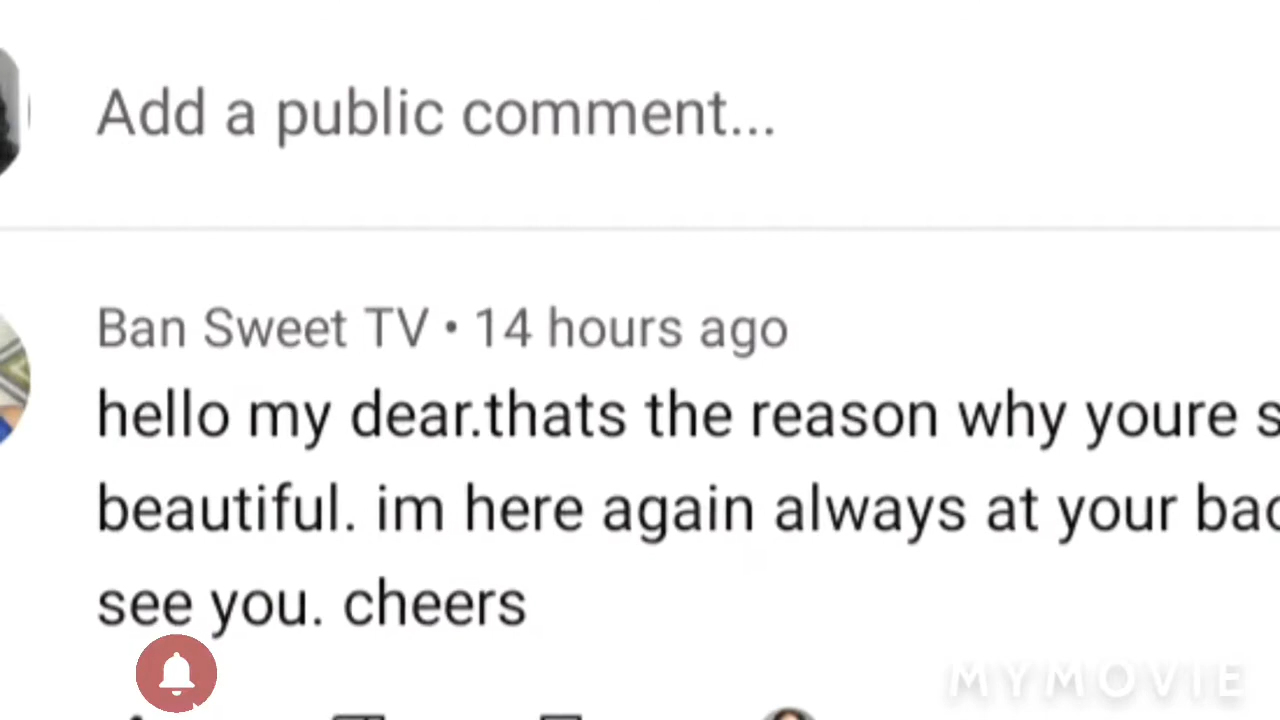 Add a public comment...
Ban Sweet TV • 14 hours ago
hello my dear.thats the reason why youre
beautiful. im here again always at your
see you. cheers
MYMOVIE